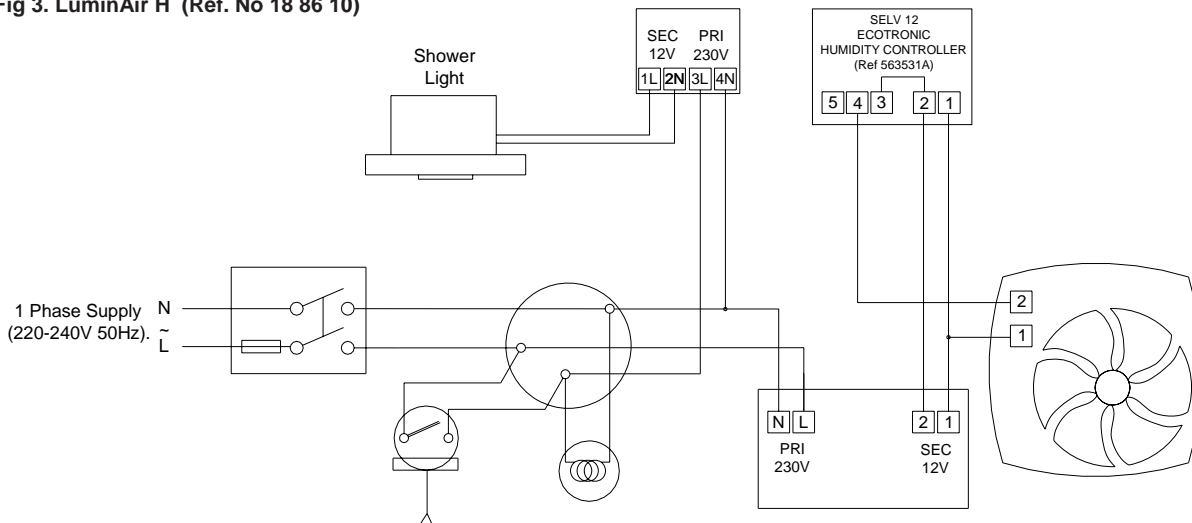 Fig 3. LuminAir H (Ref. No 18 86 10)
SEC PRI
12V 230V
1L 2N 3L 4N
SELV 12
ECOTRONIC
HUMIDITY CONTROLLER
(Ref 563531A)
5 4 3 2 1
Shower
Light
1 Phase Supply N
(220-240V 50Hz). ~
L
2
1
N L
PRI
230V
2 1
SEC
12V